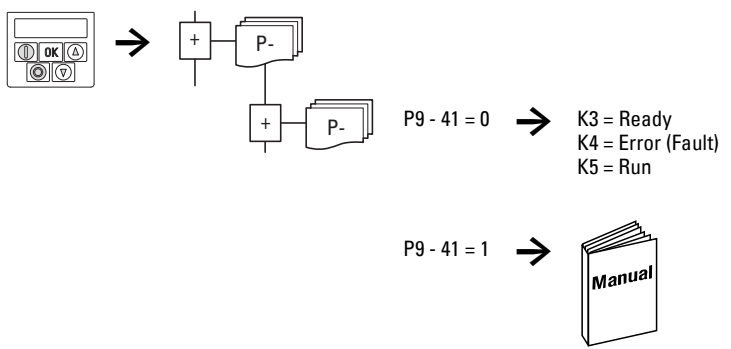 OK
+ P-
+ P-
P9 - 41 = 0
K3 = Ready
K4 = Error (Fault)
K5 = Run
P9 - 41 = 1
Manual